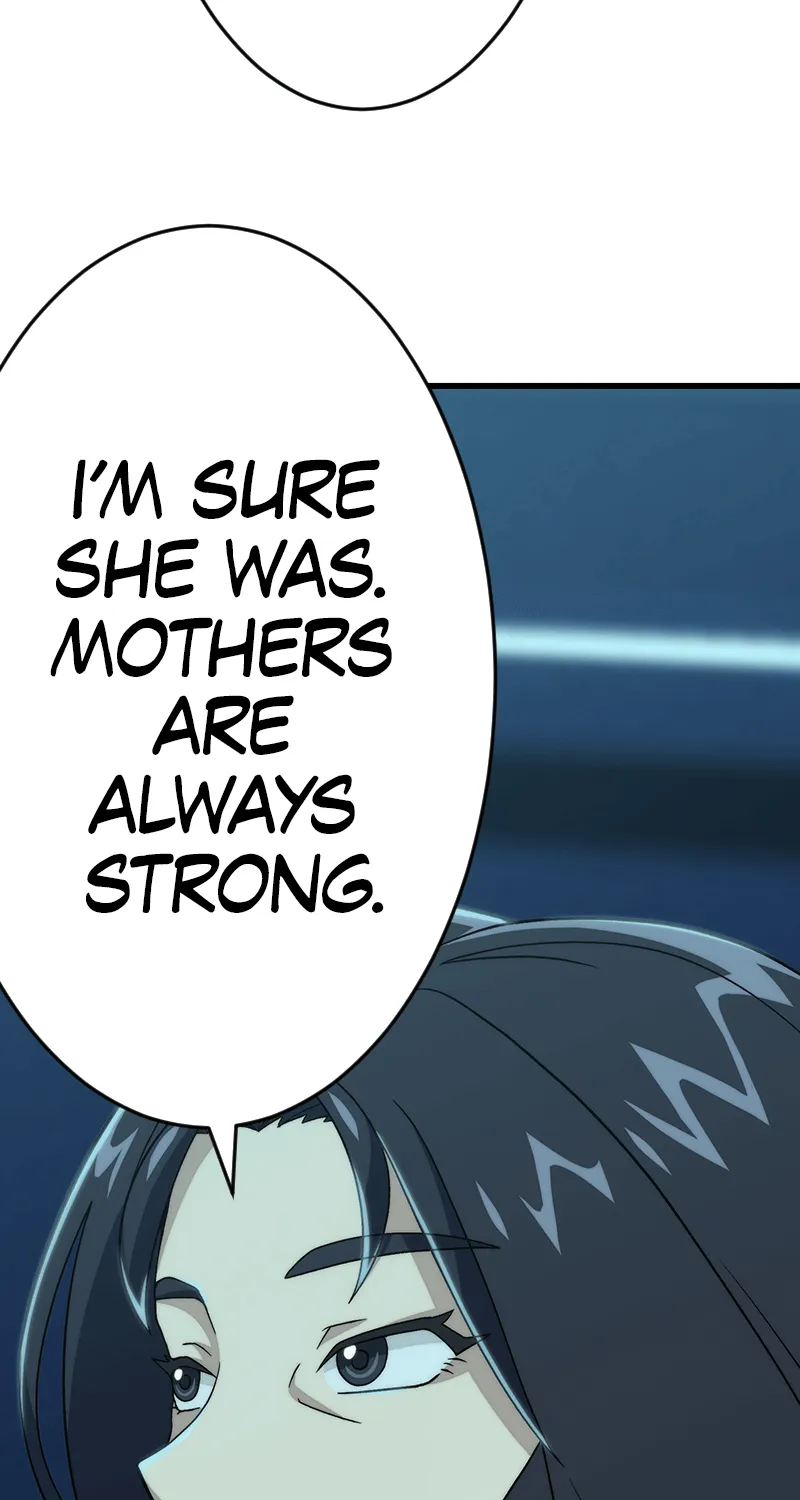 I'M SURE
SHE WAS.
MOTHERS
ARE
ALWAYS
STRONG.